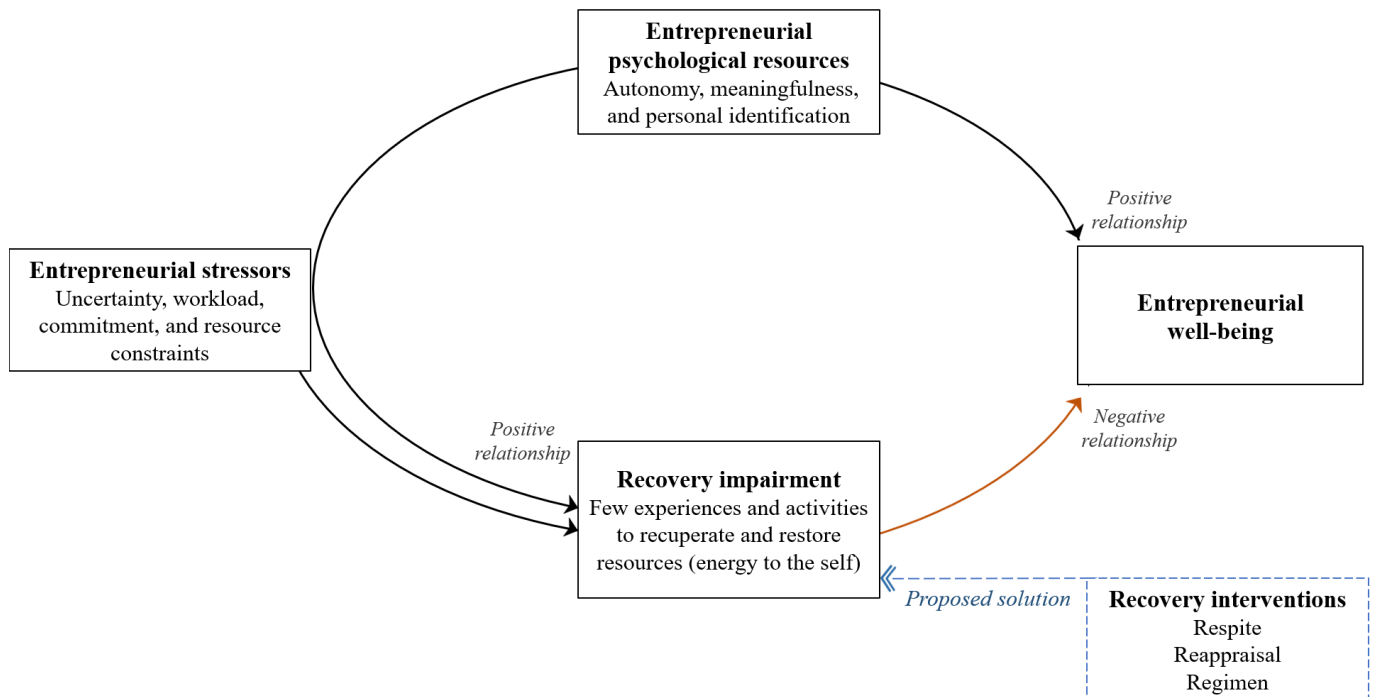 Entrepreneurial
psychological resources
Autonomy, meaningfulness,
and personal identification
Positive
relationship
Entrepreneurial stressors
Uncertainty, workload,
commitment, and resource
constraints
Entrepreneurial
well-being
Positive
relationship
Negative
relationship
Recovery impairment
Few experiences and activities
to recuperate and restore
resources (energy to the self)
Proposed solution
Recovery interventions
Respite
Reappraisal
Regimen